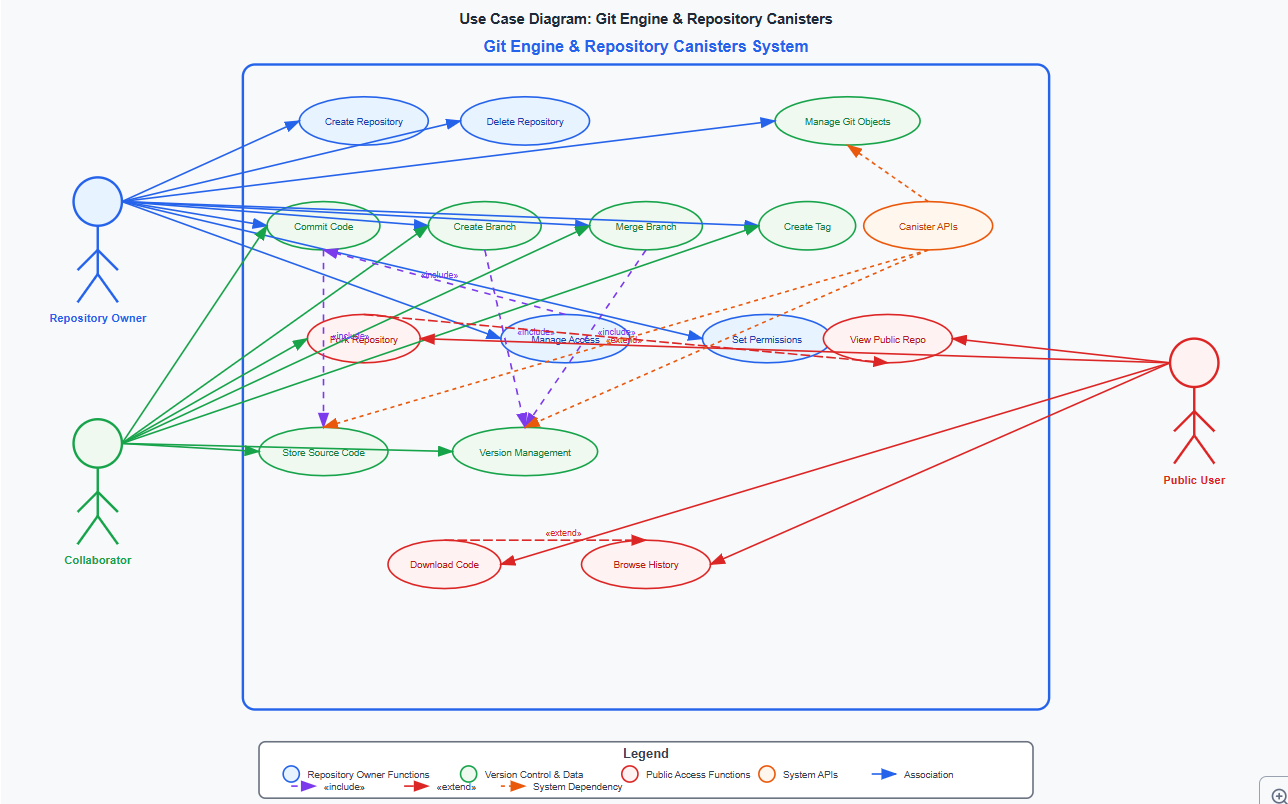 Use Case Diagram: Git Engine & Repository Canisters
Git Engine & Repository Canisters System
Create Repository
Delete Repository
Manage Git Objects
Commit Code
Create Branch
Merge Branch
Create Tag
Canister APIs
«include»
Repository Owner
«include»
Fork Repository
«include»
Manage Access
«include»
«extend»
Set Permissions
View Public Repo
Store Source Code
Version Management
Public User
«extend»
Collaborator
Download Code
Browse History
Legend
Repository Owner Functions
Version Control & Data
Public Access Functions
System APIs
Association
«include»
«extend»
System Dependency